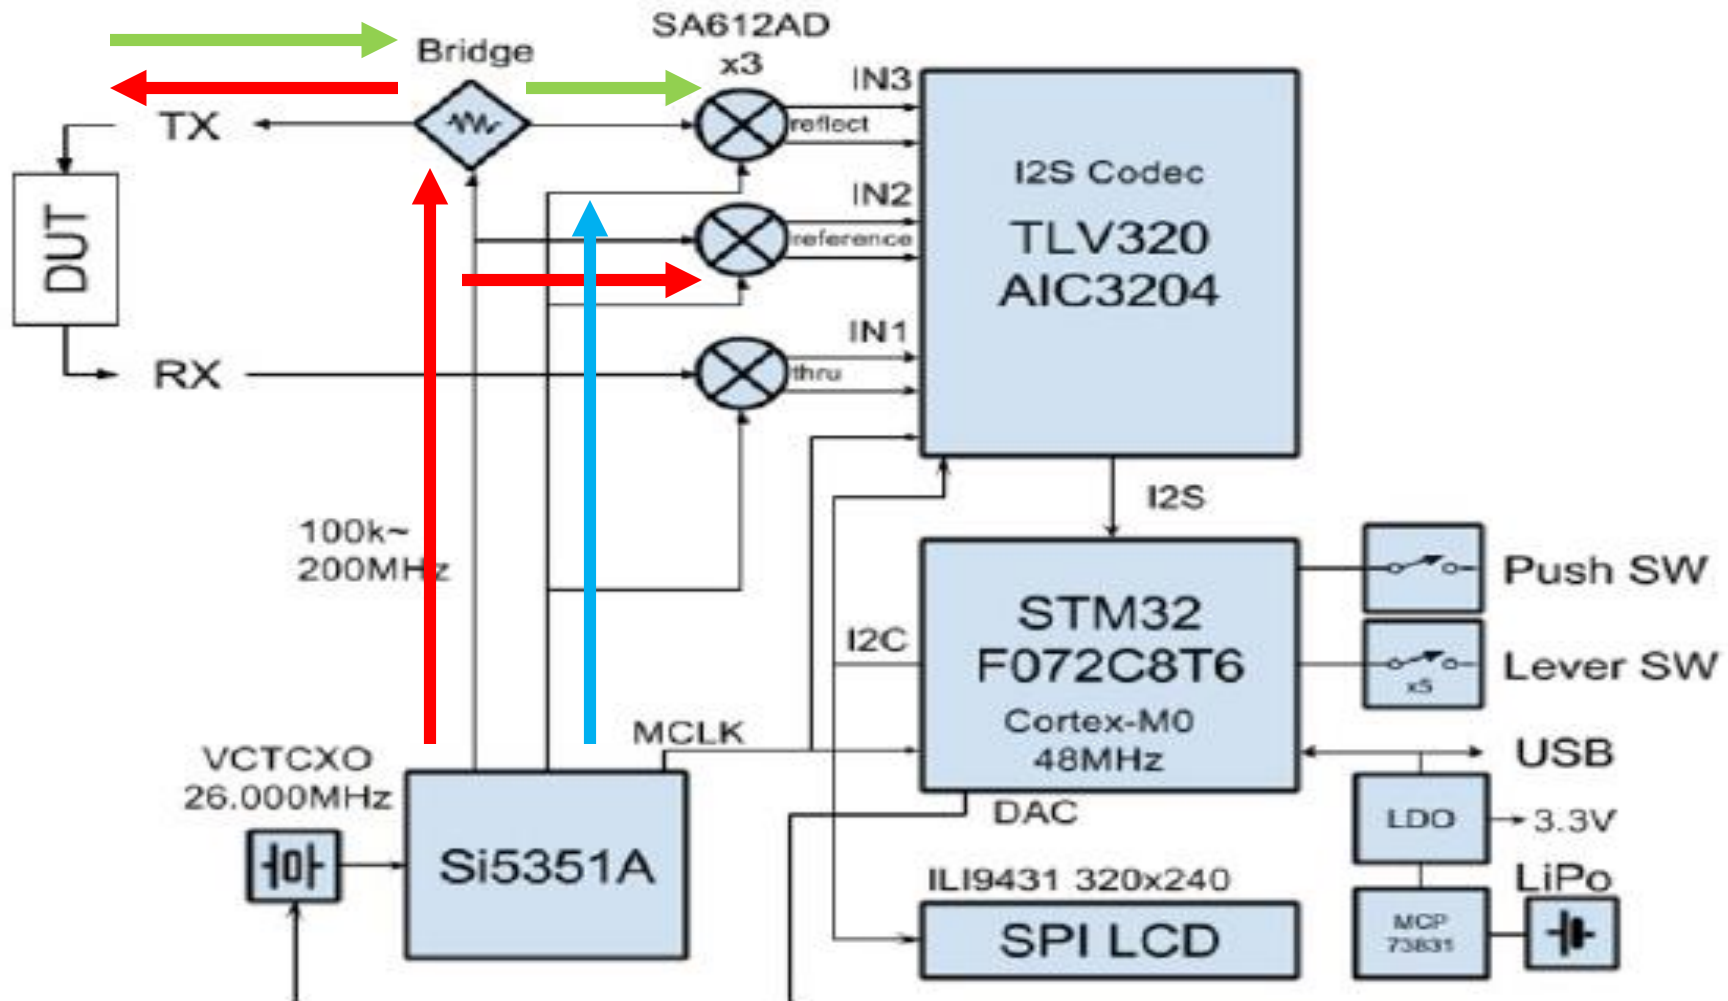 SA612AD
x3
Bridge
IN3
TX
reflect
I2S Codec
IN2
TLV320
AIC3204
reference
DUT
IN1
RX
thru
I2S
100k~
200MHz
Push SW
STM32
F072C8T6
I2C
Lever SW
x5
Cortex-M0
48MHz
MCLK
USB
VCTCXO
26.000MHz
DAC
LDO
3.3V
Si5351A
ILI9431 320x240
LiPo
SPI LCD
MCP
73831